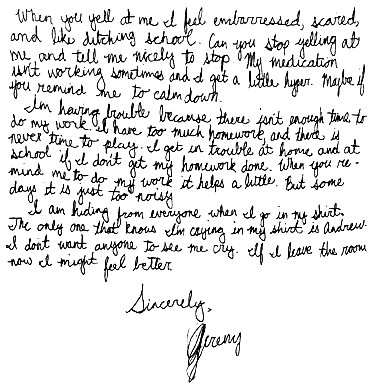 When you yell at me I feel embarressed, scared,
and like ditching school. Can you stop yelling at
me and tell me nicely to stop My medication
isn't working sometimes and I get a little hyper. Maybe if
you remind me to calm down.
I'm having trouble because there isn't enough time to
do my work. I have too much homework and there is
never time to play. I get in trouble at home, and at
school if I don't get my homework done. When you re-
mind me to do my work it helps a little. But some
days it is just too noisy
I am hiding from everyone when I go in my shirt.
The only one that knows I'm crying in my shirt is Andrew.
I don't want anyone to see me cry. If I leave the room
now I might feel better.
Sincerely,
Jeremy